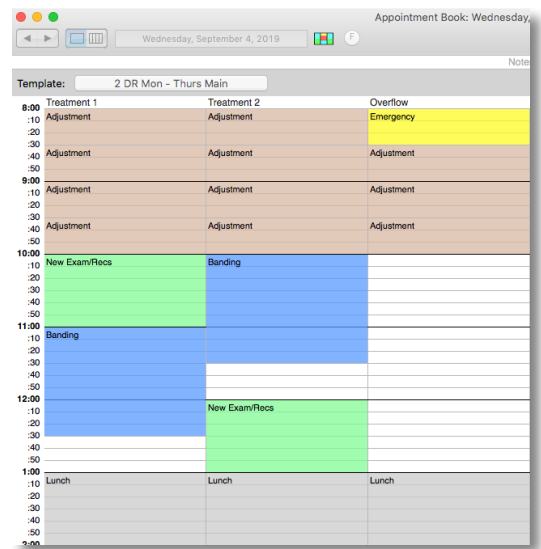 Appointment Book: Wednesday,
Wednesday, September 4, 2019
F
Note
Template: 2 DR Mon - Thurs Main
Treatment 1 Treatment 2 Overflow
8:00
:10 Adjustment Adjustment Emergency
:20
:30
:40 Adjustment Adjustment Adjustment
:50
9:00
:10 Adjustment Adjustment Adjustment
:20
:30
:40 Adjustment Adjustment Adjustment
:50
10:00
:10 New Exam/Recs Banding
:20
:30
:40
:50
11:00
:10 Banding
:20
:30
:40
:50
12:00
:10 New Exam/Recs
:20
:30
:40
:50
1:00
:10 Lunch Lunch Lunch
:20
:30
:40
:50
2:00